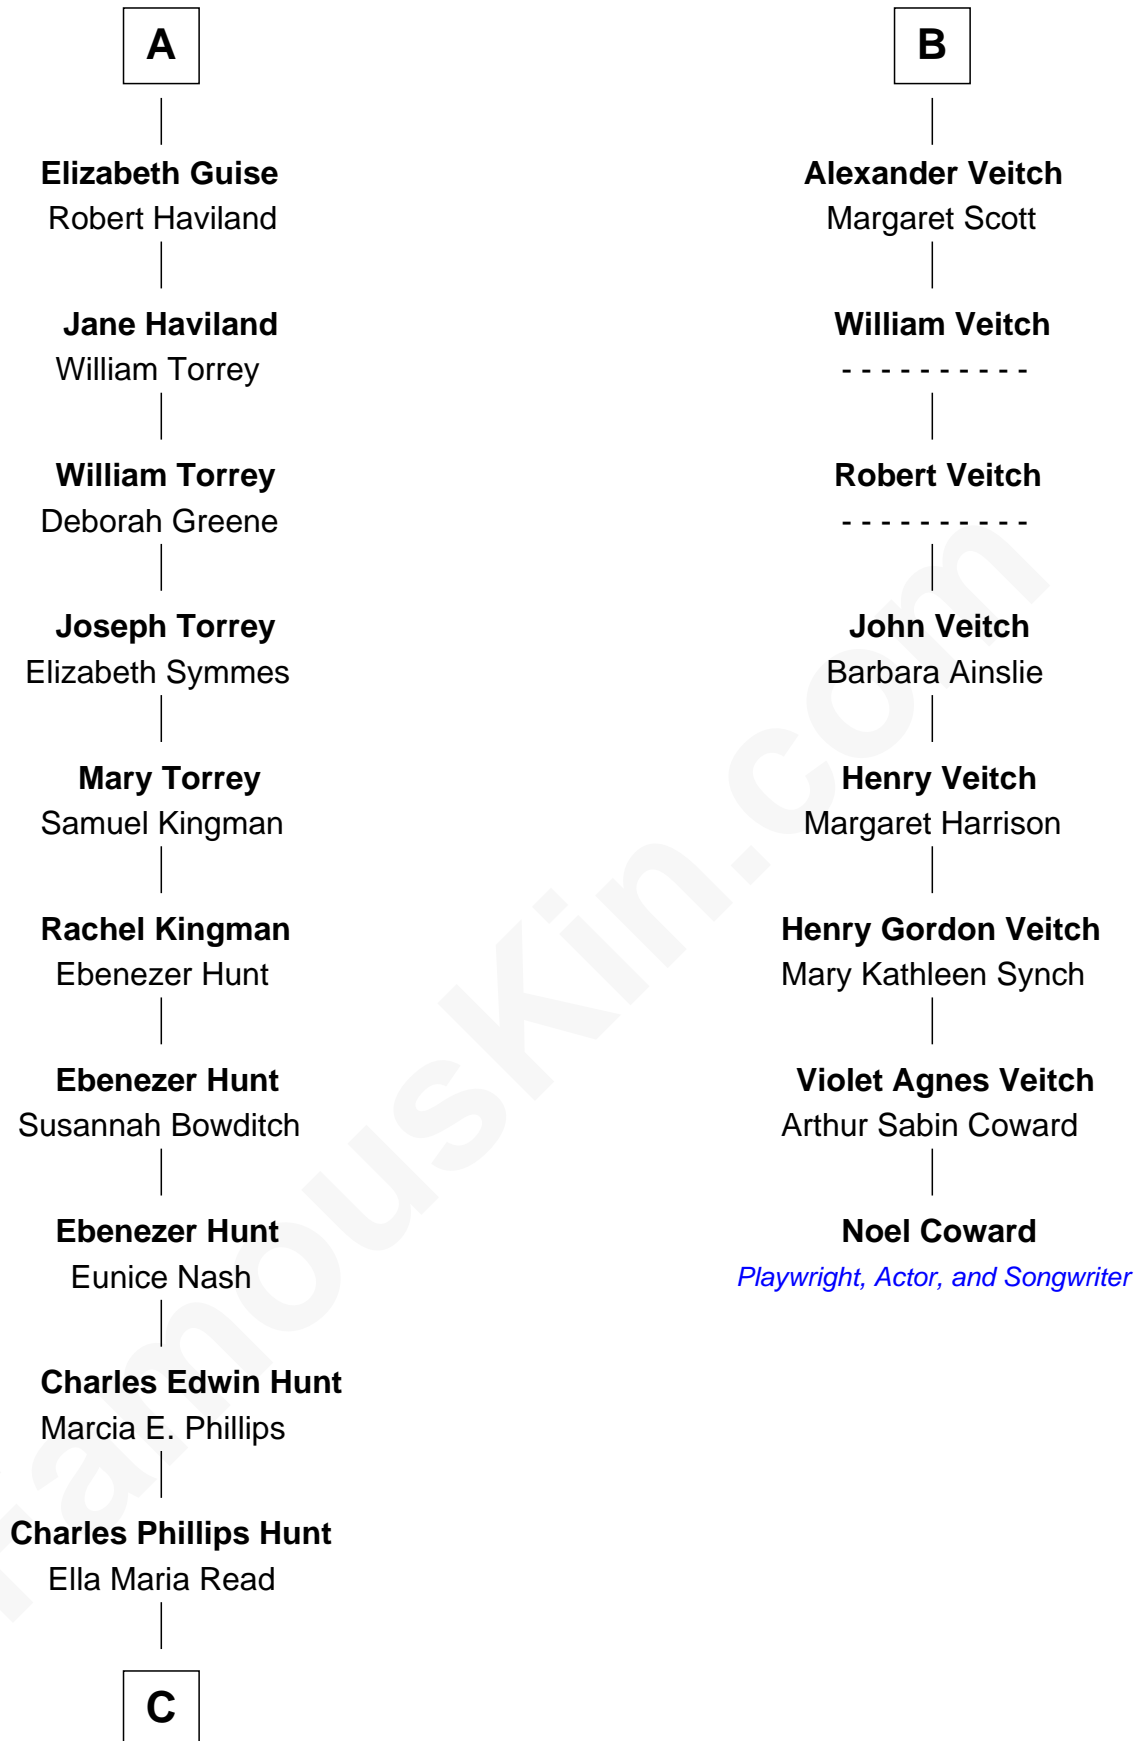 A
Elizabeth Guise
Robert Haviland
Jane Haviland
William Torrey
William Torrey
Deborah Greene
Joseph Torrey
Elizabeth Symmes
Mary Torrey
Samuel Kingman
Rachel Kingman
Ebenezer Hunt
Ebenezer Hunt
Susannah Bowditch
Ebenezer Hunt
Eunice Nash
Charles Edwin Hunt
Marcia E. Phillips
Charles Phillips Hunt
Ella Maria Read
C
B
Alexander Veitch
Margaret Scott
William Veitch
- - - - - - - - - -
Robert Veitch
- - - - - - - - - -
John Veitch
Barbara Ainslie
Henry Veitch
Margaret Harrison
Henry Gordon Veitch
Mary Kathleen Synch
Violet Agnes Veitch
Arthur Sabin Coward
Noel Coward
Playwright, Actor, and Songwriter
FamousKin.com